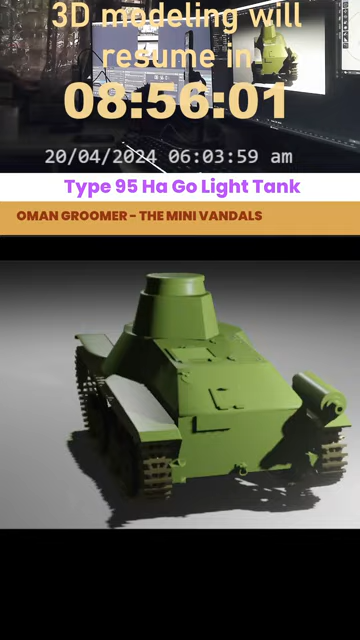 3D modeling will
resume in
08:56:01
20/04/2024 06:03:59 am
Type 95 Ha Go Light Tank
OMAN GROOMER - THE MINI VANDALS